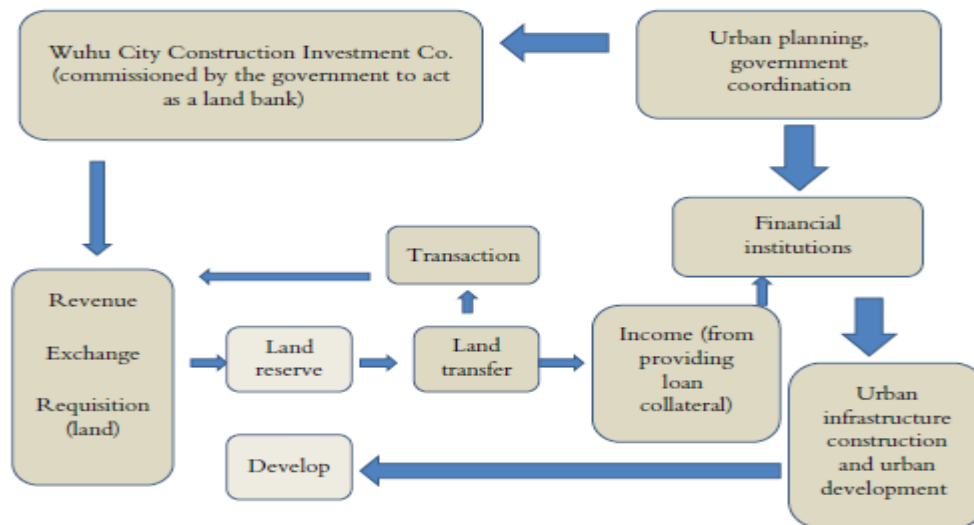 Wuhu City Construction Investment Co.
(commissioned by the government to act
as a land bank)
Urban planning,
government
coordination
Financial
institutions
Transaction
Revenue
Exchange
Requisition
(land)
Land
reserve
Land
transfer
Income (from
providing
loan
collateral)
Urban
infrastructure
construction
and urban
development
Develop